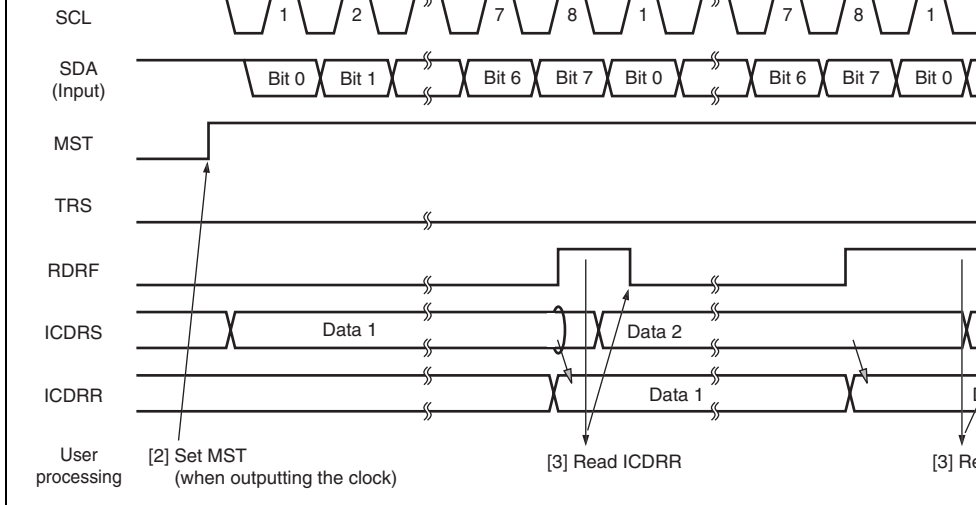 SCL 1 2 7 8 1 7 8 1
SDA
(Input)
Bit 0 Bit 1 Bit 6 Bit 7 Bit 0 Bit 6 Bit 7 Bit 0
MST
TRS
RDRF
ICDRS Data 1 Data 2
ICDRR Data 1
User
processing
[2] Set MST
(when outputting the clock)
[3] Read ICDRR
[3] Re